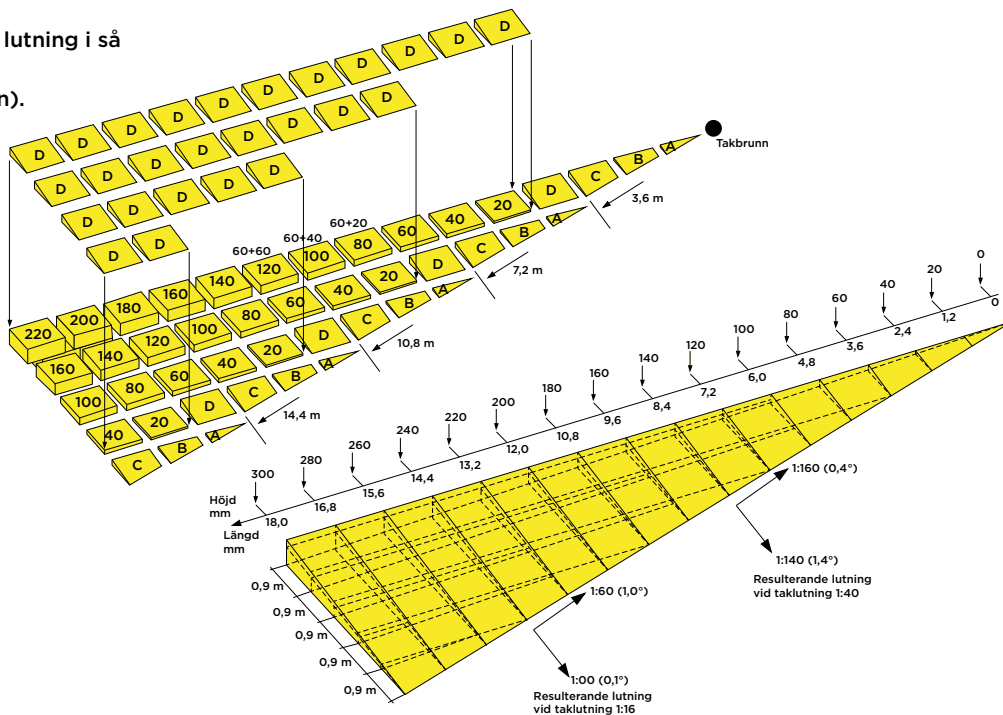 lutning i så
n).
D D D D D D D D D D D
D D D D D D D D
D D D D D
D D
Takbrunn
A
B
C
D
20
40
60
80
100
120
140
160
180
200
220
60+20
60+40
60+60
3,6 m
A
B
C
D
20
40
60
80
100
120
140
160
7,2 m
A
B
C
D
20
40
60
80
100
10,8 m
A
B
C
D
20
40
14,4 m
A
B
C
0 20 40 60 80 100 120 140 160 180 200 220 240 260 280 300
0 1,2 2,4 3,6 4,8 6,0 7,2 8,4 9,6 10,8 12,0 13,2 14,4 15,6 16,8 18,0
Höjd
mm
Längd
mm
0,9 m
0,9 m
0,9 m
0,9 m
0,9 m
1:160 (0,4°)
1:140 (1,4°)
Resulterande lutning
vid taklutning 1:40
1:60 (1,0°)
1:00 (0,1°)
Resulterande lutning
vid taklutning 1:16